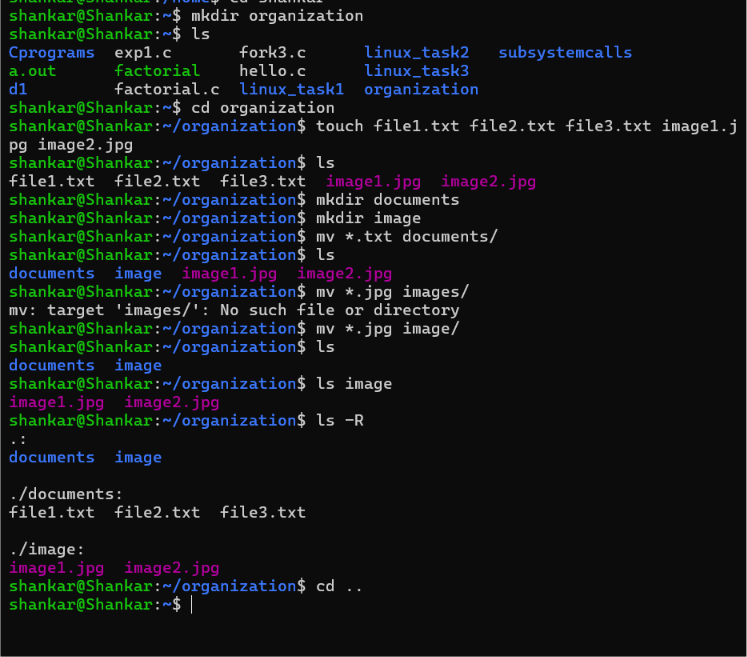 shankar@Shankar:/home$ cd shankar
shankar@Shankar:~$ mkdir organization
shankar@Shankar:~$ ls
Cprograms  exp1.c       fork3.c      linux_task2   subsystemcalls
a.out      factorial    hello.c      linux_task3
d1         factorial.c  linux_task1  organization
shankar@Shankar:~$ cd organization
shankar@Shankar:~/organization$ touch file1.txt file2.txt file3.txt image1.j
pg image2.jpg
shankar@Shankar:~/organization$ ls
file1.txt  file2.txt  file3.txt  image1.jpg  image2.jpg
shankar@Shankar:~/organization$ mkdir documents
shankar@Shankar:~/organization$ mkdir image
shankar@Shankar:~/organization$ mv *.txt documents/
shankar@Shankar:~/organization$ ls
documents  image  image1.jpg  image2.jpg
shankar@Shankar:~/organization$ mv *.jpg images/
mv: target 'images/': No such file or directory
shankar@Shankar:~/organization$ mv *.jpg image/
shankar@Shankar:~/organization$ ls
documents  image
shankar@Shankar:~/organization$ ls image
image1.jpg  image2.jpg
shankar@Shankar:~/organization$ ls -R
.:
documents  image

./documents:
file1.txt  file2.txt  file3.txt

./image:
image1.jpg  image2.jpg
shankar@Shankar:~/organization$ cd ..
shankar@Shankar:~$